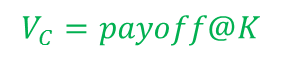 V_C = payoff@K